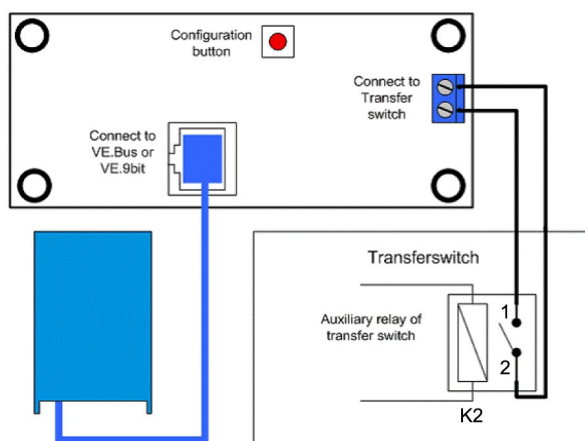 Configuration
button
Connect to
Transfer
switch
Connect to
VE.Bus or
VE.9bit
Transferswitch
Auxiliary relay of
transfer switch
1
2
K2